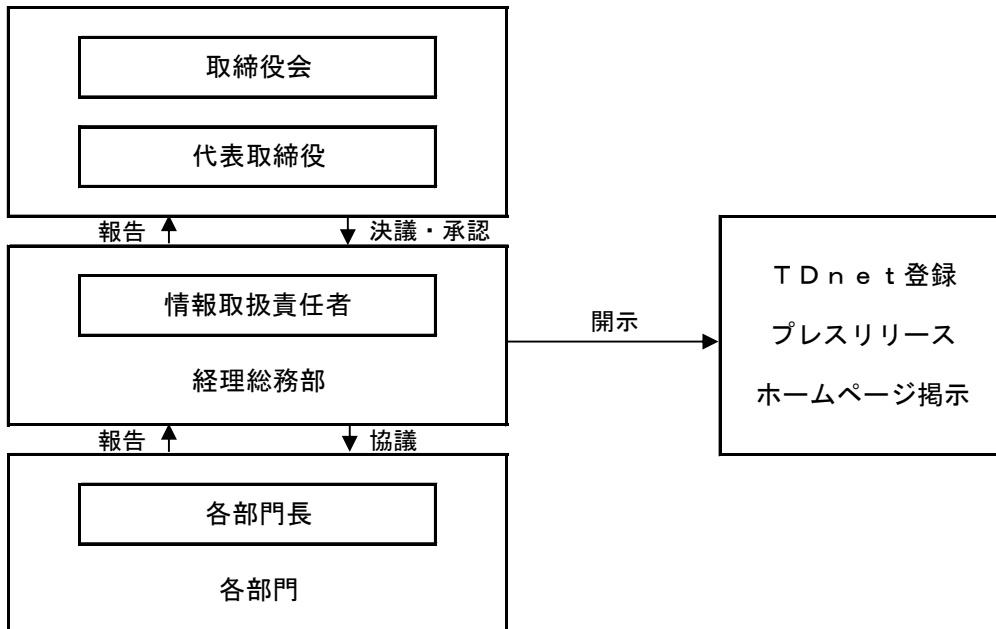 取締役会
代表取締役
報告
決議・承認
情報取扱責任者
経理総務部
開示
ＴＤｎｅｔ登録
プレスリリース
ホームページ掲示
報告
協議
各部門長
各部門